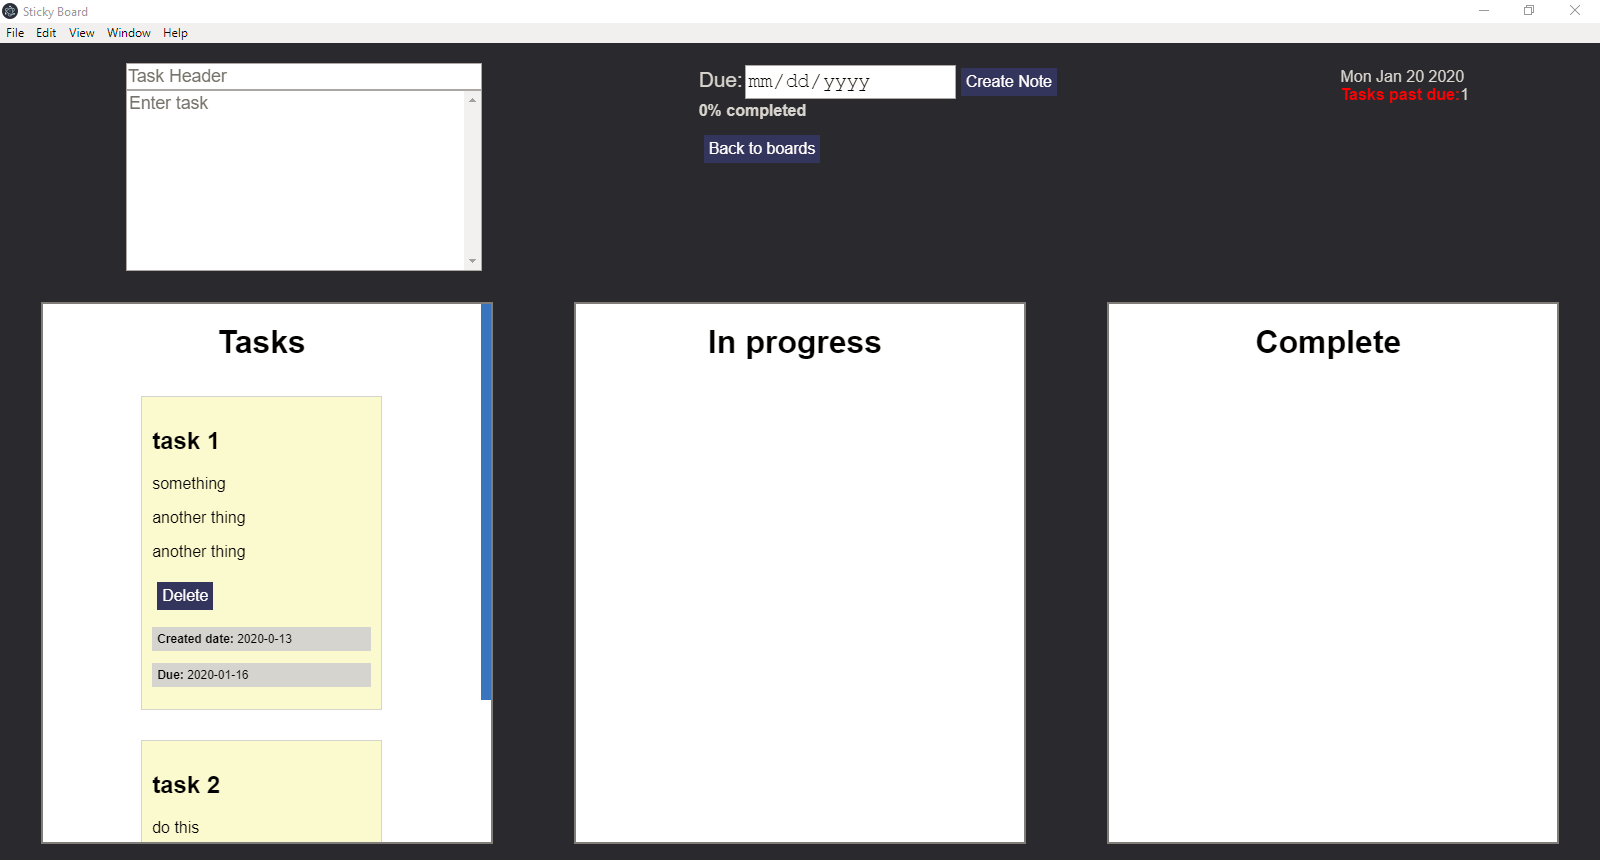 Sticky Board
File Edit View Window Help
Task Header
Enter task
Due: mm/dd/yyyy Create Note
0% completed
Back to boards
Mon Jan 20 2020
Tasks past due:1
Tasks
task 1
something
another thing
another thing
Delete
Created date: 2020-0-13
Due: 2020-01-16
task 2
do this
In progress
Complete